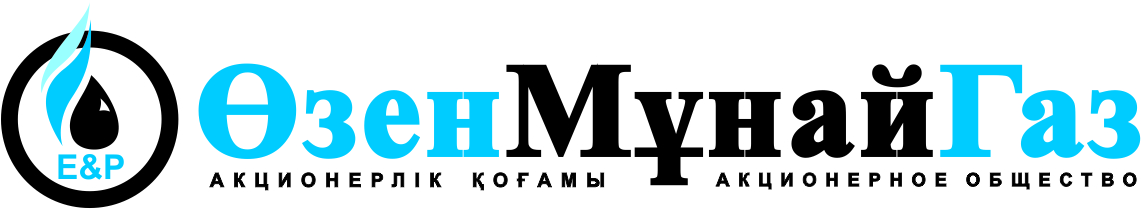 E&P
ӨзенМұнайГаз
АКЦИОНЕРЛІК ҚОҒАМЫ АКЦИОНЕРНОЕ ОБЩЕСТВО